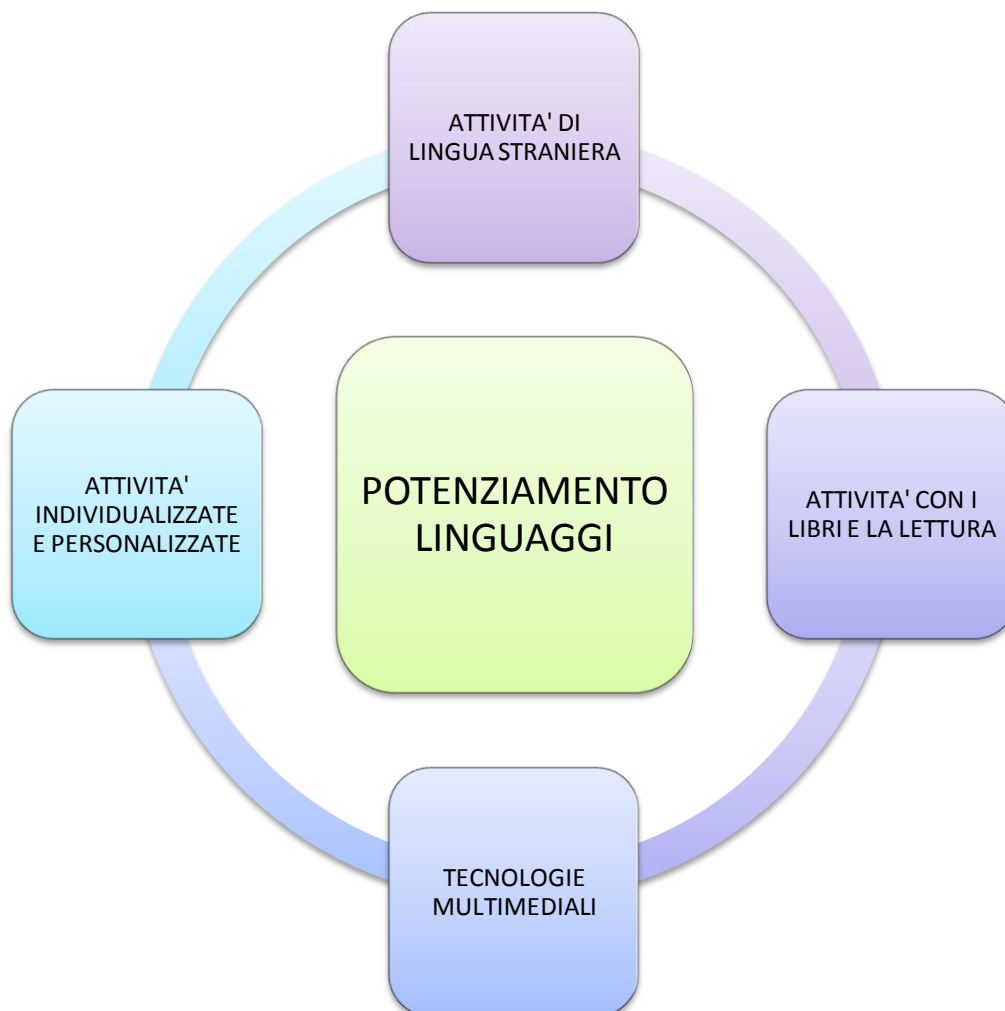 ATTIVITA' DI
LINGUA STRANIERA
ATTIVITA'
INDIVIDUALIZZATE
E PERSONALIZZATE
POTENZIAMENTO
LINGUAGGI
ATTIVITA' CON I
LIBRI E LA LETTURA
TECNOLOGIE
MULTIMEDIALI